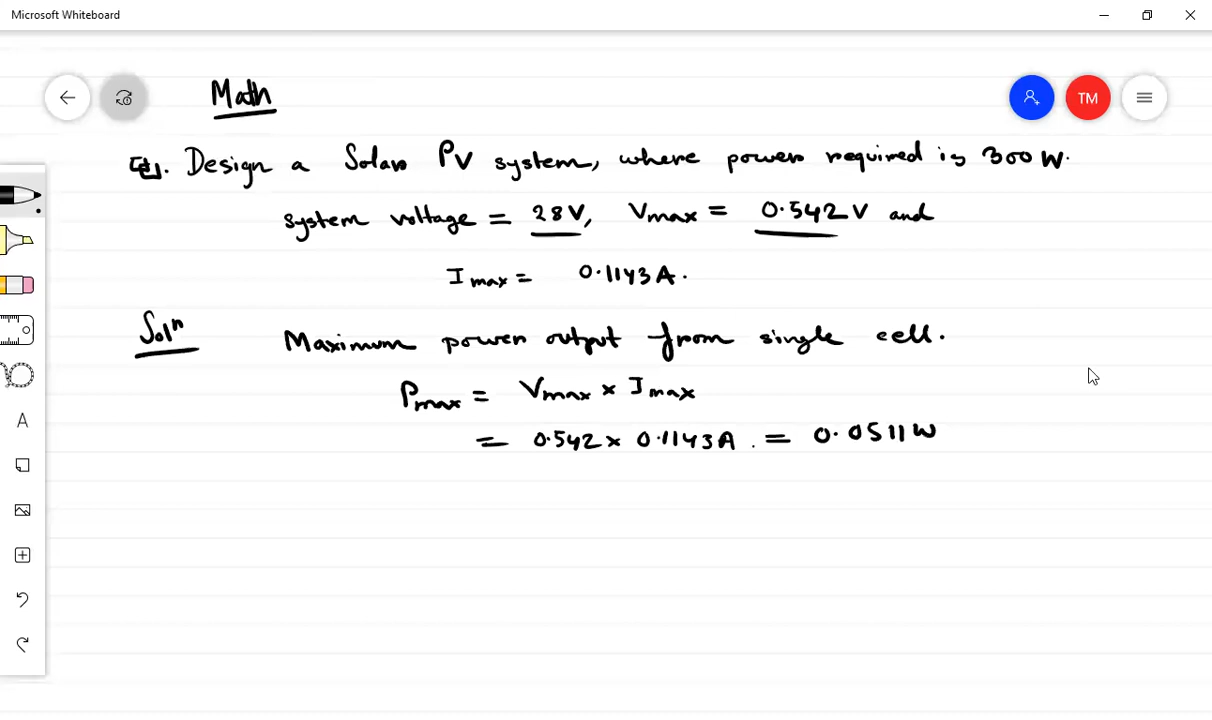 Microsoft Whiteboard
TM
Math
Design a Solar PV system, where power required is 300W.
system voltage = 28V, Vmax = 0.542V and
Imax = 0.1143A.
Solⁿ Maximum power output from single cell.
Pmax = Vmax × Imax
= 0.542 × 0.1143A. = 0.0511W
A